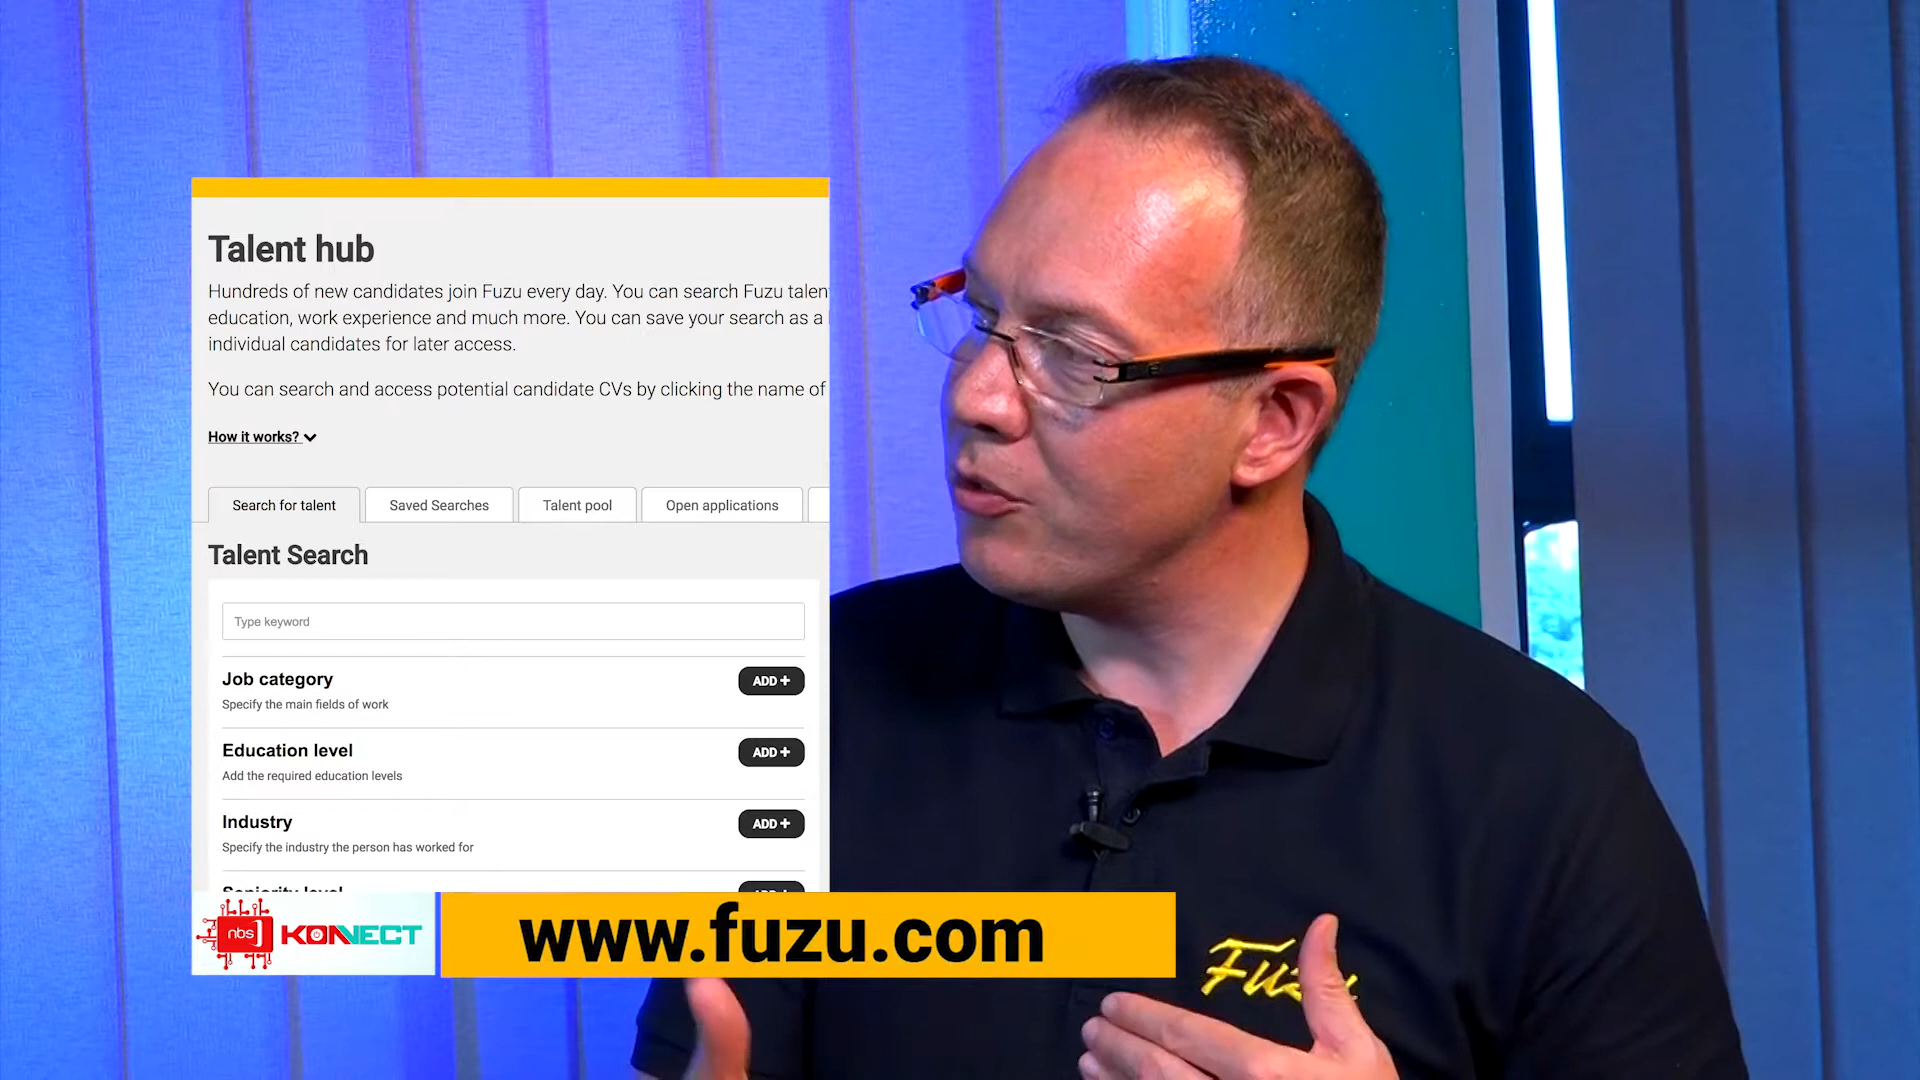 Talent hub
Hundreds of new candidates join Fuzu every day. You can search Fuzu talen
education, work experience and much more. You can save your search as a
individual candidates for later access.
You can search and access potential candidate CVs by clicking the name of
How it works?
Search for talent Saved Searches Talent pool Open applications
Talent Search
Type keyword
Job category ADD+
Specify the main fields of work
Education level ADD+
Add the required education levels
Industry ADD+
Specify the industry the person has worked for
Seniority level ADD+
nbs KONNECT
www.fuzu.com
Fuzu